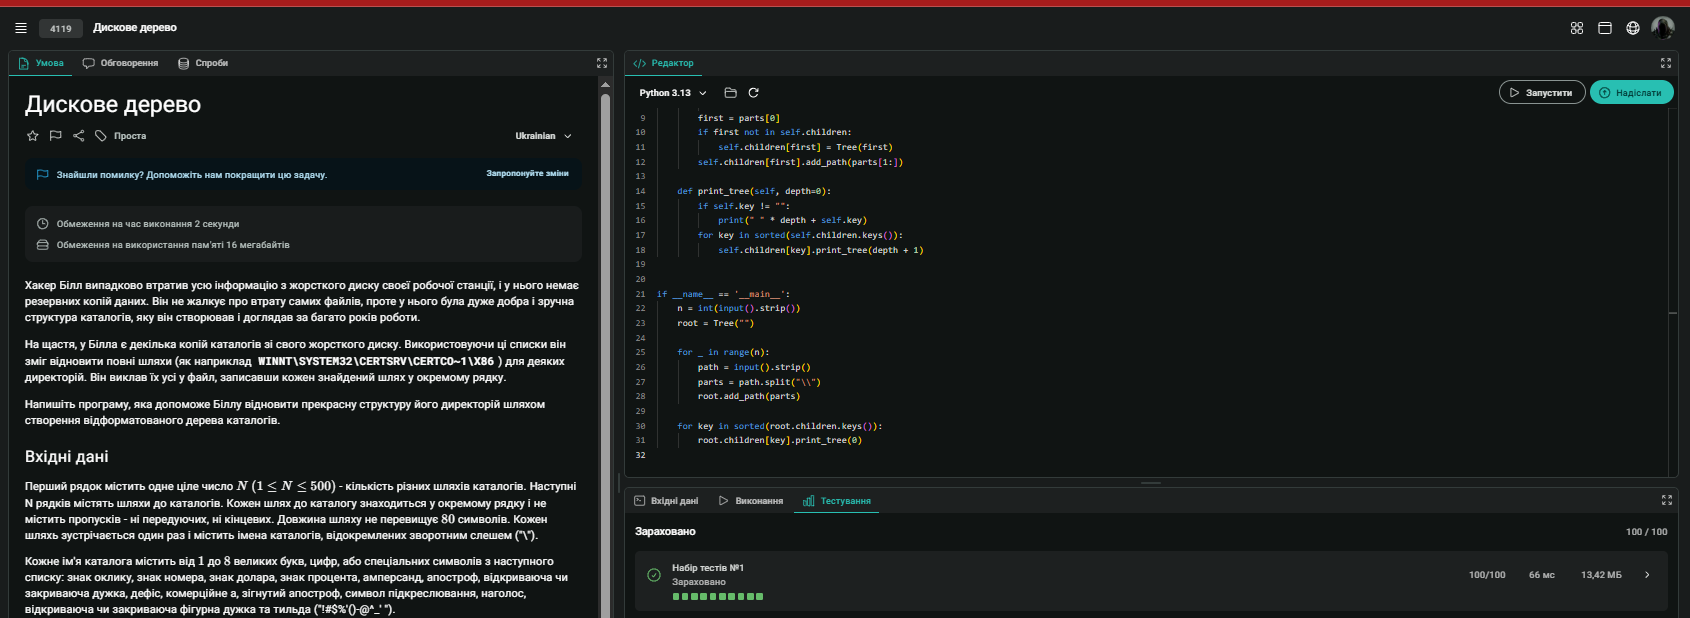 4119 Дискове дерево
Умова Обговорення Спроби
Дискове дерево
Проста Ukrainian
Знайшли помилку? Допоможіть нам покращити цю задачу. Запропонуйте зміни
Обмеження на час виконання 2 секунди
Обмеження на використання пам'яті 16 мегабайтів
Хакер Білл випадково втратив усю інформацію з жорсткого диску своєї робочої станції, і у нього немає
резервних копій даних. Він не жалкує про втрату самих файлів, проте у нього була дуже добра і зручна
структура каталогів, яку він створював і доглядав за багато років роботи.
На щастя, у Білла є декілька копій каталогів зі свого жорсткого диску. Використовуючи ці списки він
зміг відновити повні шляхи (як наприклад WINNT\SYSTEM32\CERTSRV\CERTCO~1\X86 ) для деяких
директорій. Він виклав їх усі у файл, записавши кожен знайдений шлях у окремому рядку.
Напишіть програму, яка допоможе Біллу відновити прекрасну структуру його директорій шляхом
створення відформатованого дерева каталогів.
Вхідні дані
Перший рядок містить одне ціле число N (1 ≤ N ≤ 500) - кількість різних шляхів каталогів. Наступні
N рядків містять шляхи до каталогів. Кожен шлях до каталогу знаходиться у окремому рядку і не
містить пропусків - ні передуючих, ні кінцевих. Довжина шляху не перевищує 80 символів. Кожен
шляхь зустрічається один раз і містить імена каталогів, відокремлених зворотним слешем ("\").
Кожне ім'я каталога містить від 1 до 8 великих букв, цифр, або спеціальних символів з наступного
списку: знак оклику, знак номера, знак долара, знак процента, амперсанд, апостроф, відкриваюча чи
закриваюча дужка, дефіс, комерційне а, зігнутий апостроф, символ підкреслювання, наголос,
відкриваюча чи закриваюча фігурна дужка та тильда ("!#$%'()-@^_' ").
Редактор
Python 3.13 Запустити Надіслати
9 first = parts[0]
10 if first not in self.children:
11 self.children[first] = Tree(first)
12 self.children[first].add_path(parts[1:])
13
14 def print_tree(self, depth=0):
15 if self.key != "":
16 print(" " * depth + self.key)
17 for key in sorted(self.children.keys()):
18 self.children[key].print_tree(depth + 1)
19
20
21 if __name__ == '__main__':
22 n = int(input().strip())
23 root = Tree("")
24
25 for _ in range(n):
26 path = input().strip()
27 parts = path.split("\\")
28 root.add_path(parts)
29
30 for key in sorted(root.children.keys()):
31 root.children[key].print_tree(0)
32
Вхідні дані Виконання Тестування
Зараховано 100 / 100
Набір тестів №1
Зараховано
100/100 66 мс 13,42 МБ